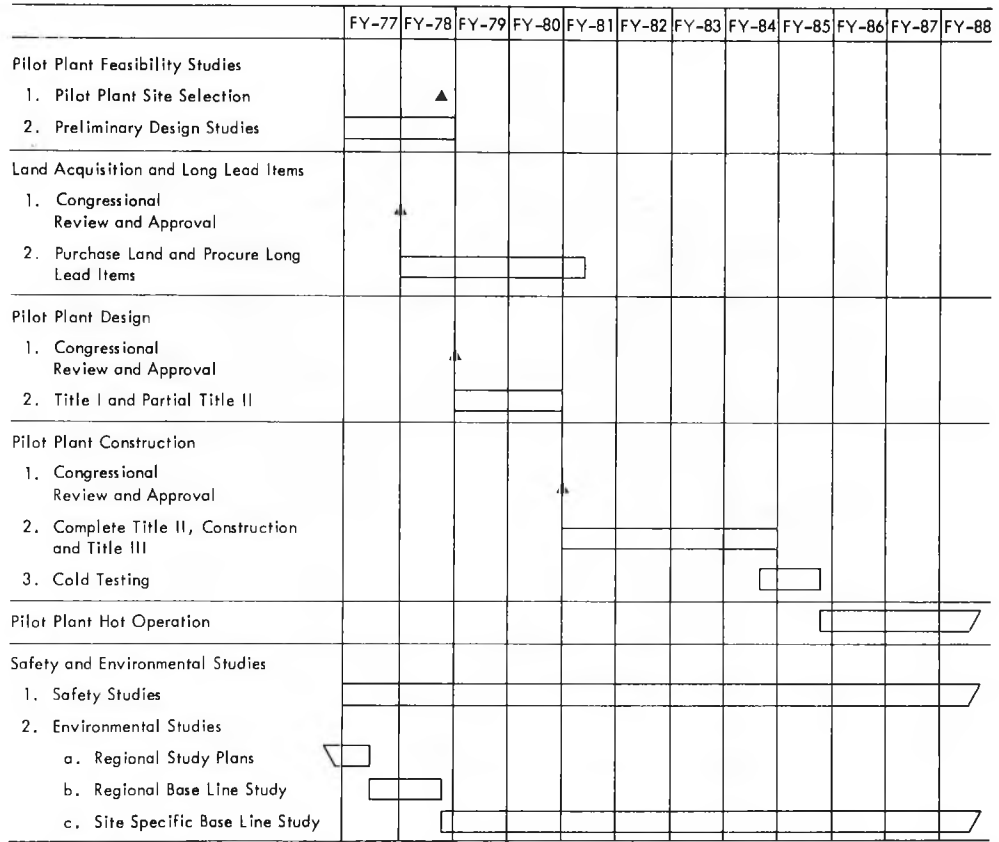 FY-77 FY-78 FY-79 FY-80 FY-81 FY-82 FY-83 FY-84 FY-85 FY-86 FY-87 FY-88
Pilot Plant Feasibility Studies
1. Pilot Plant Site Selection
2. Preliminary Design Studies
Land Acquisition and Long Lead Items
1. Congressional
Review and Approval
2. Purchase Land and Procure Long
Lead Items
Pilot Plant Design
1. Congressional
Review and Approval
2. Title I and Partial Title II
Pilot Plant Construction
1. Congressional
Review and Approval
2. Complete Title II, Construction
and Title III
3. Cold Testing
Pilot Plant Hot Operation
Safety and Environmental Studies
1. Safety Studies
2. Environmental Studies
a. Regional Study Plans
b. Regional Base Line Study
c. Site Specific Base Line Study